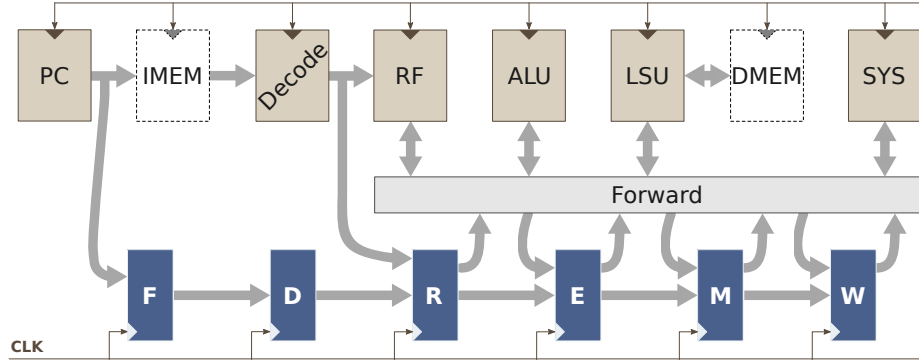 PC
IMEM
Decode
RF
ALU
LSU
DMEM
SYS
Forward
F
D
R
E
M
W
CLK